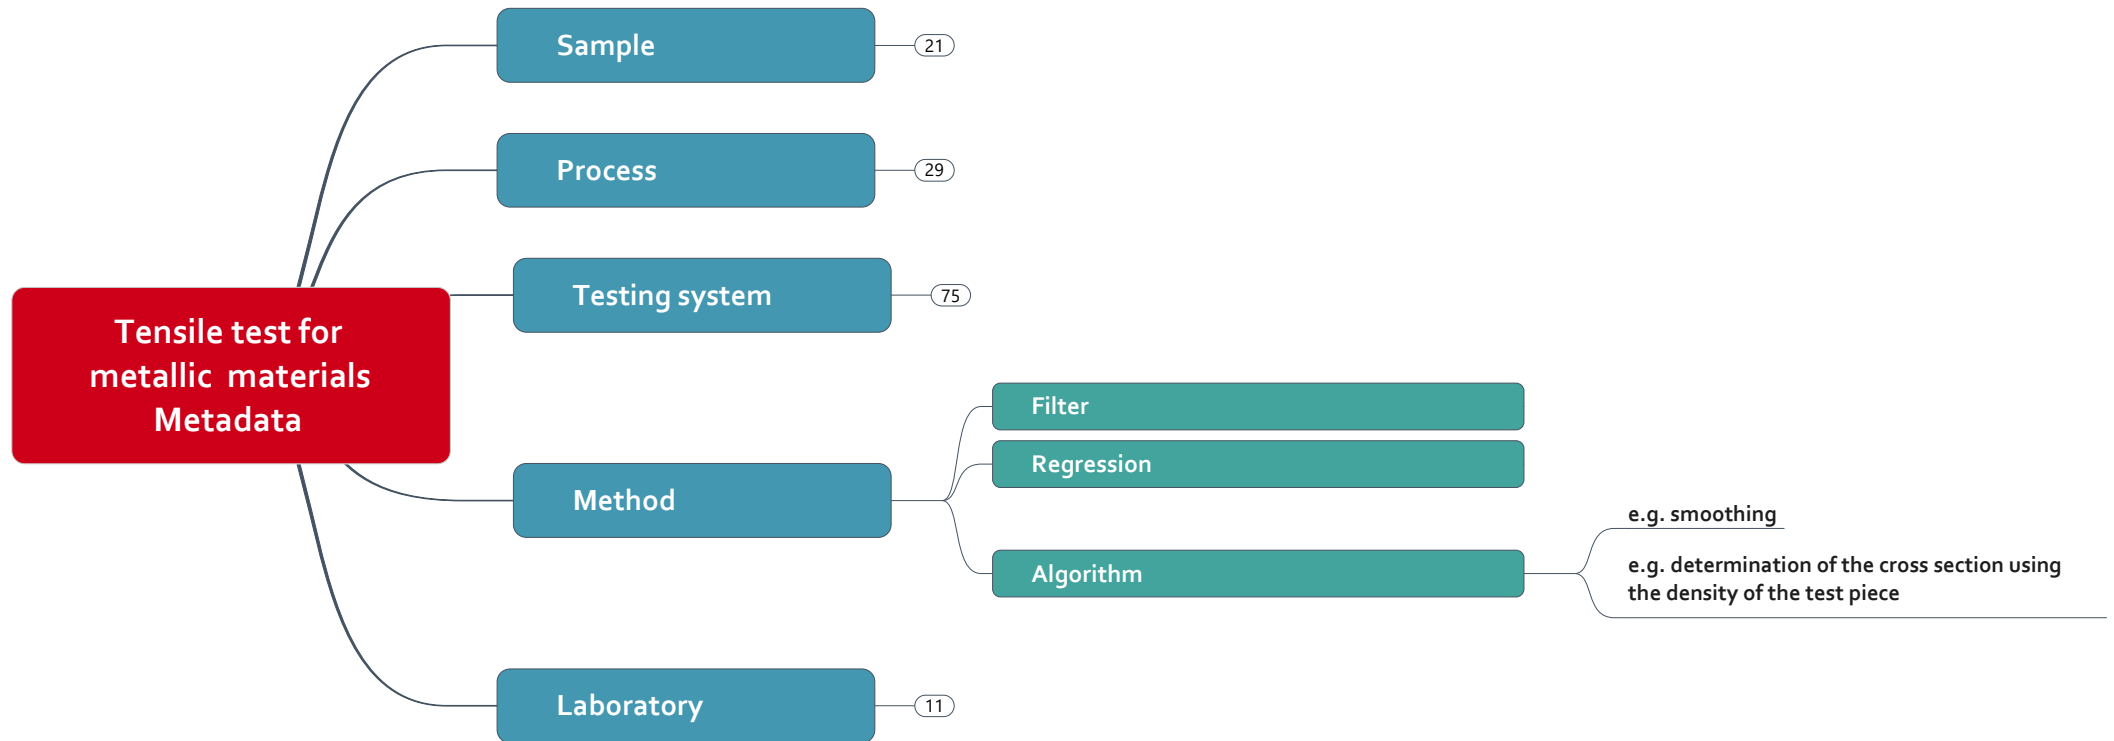 Sample
21
Process
29
Testing system
75
Tensile test for
metallic  materials
Metadata
Filter
Regression
Method
e.g. smoothing
Algorithm
e.g. determination of the cross section using
the density of the test piece
Laboratory
11